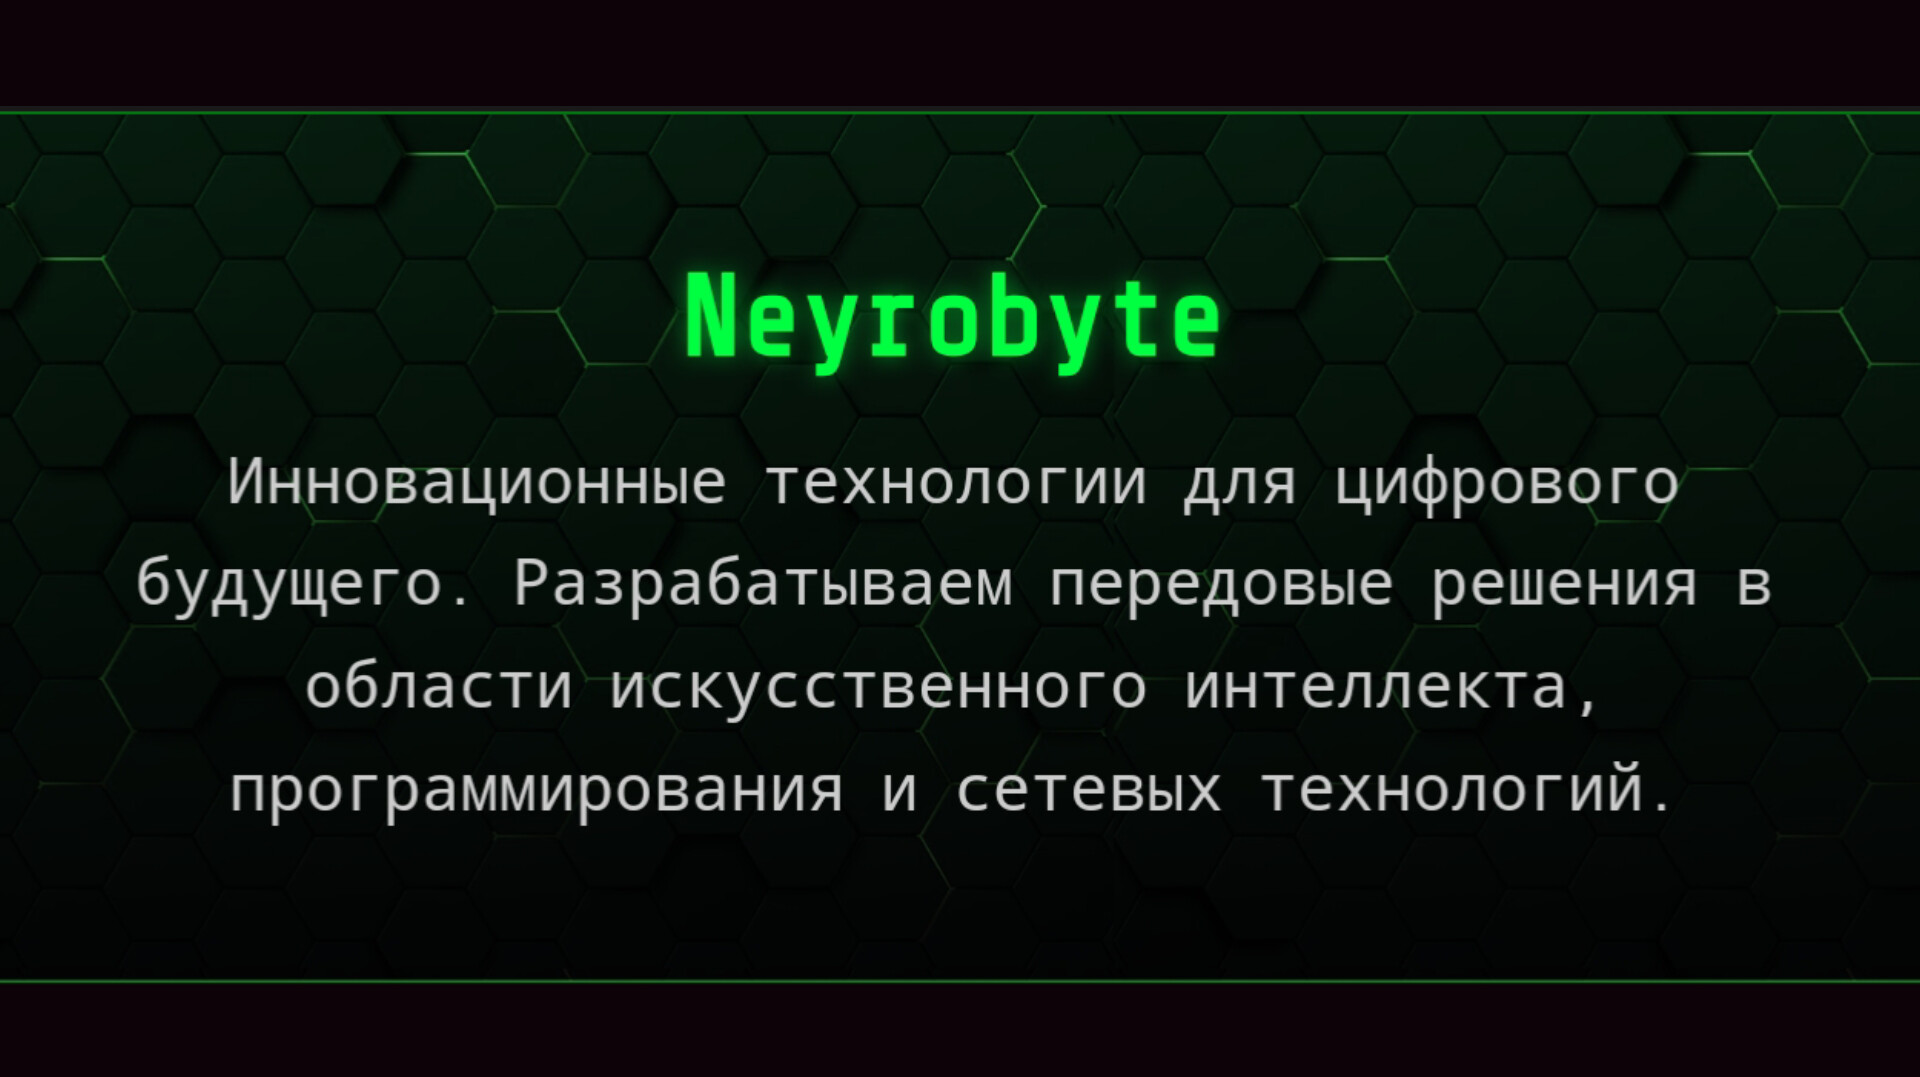 Neyrobyte
Инновационные технологии для цифрового
будущего. Разрабатываем передовые решения в
области искусственного интеллекта,
программирования и сетевых технологий.